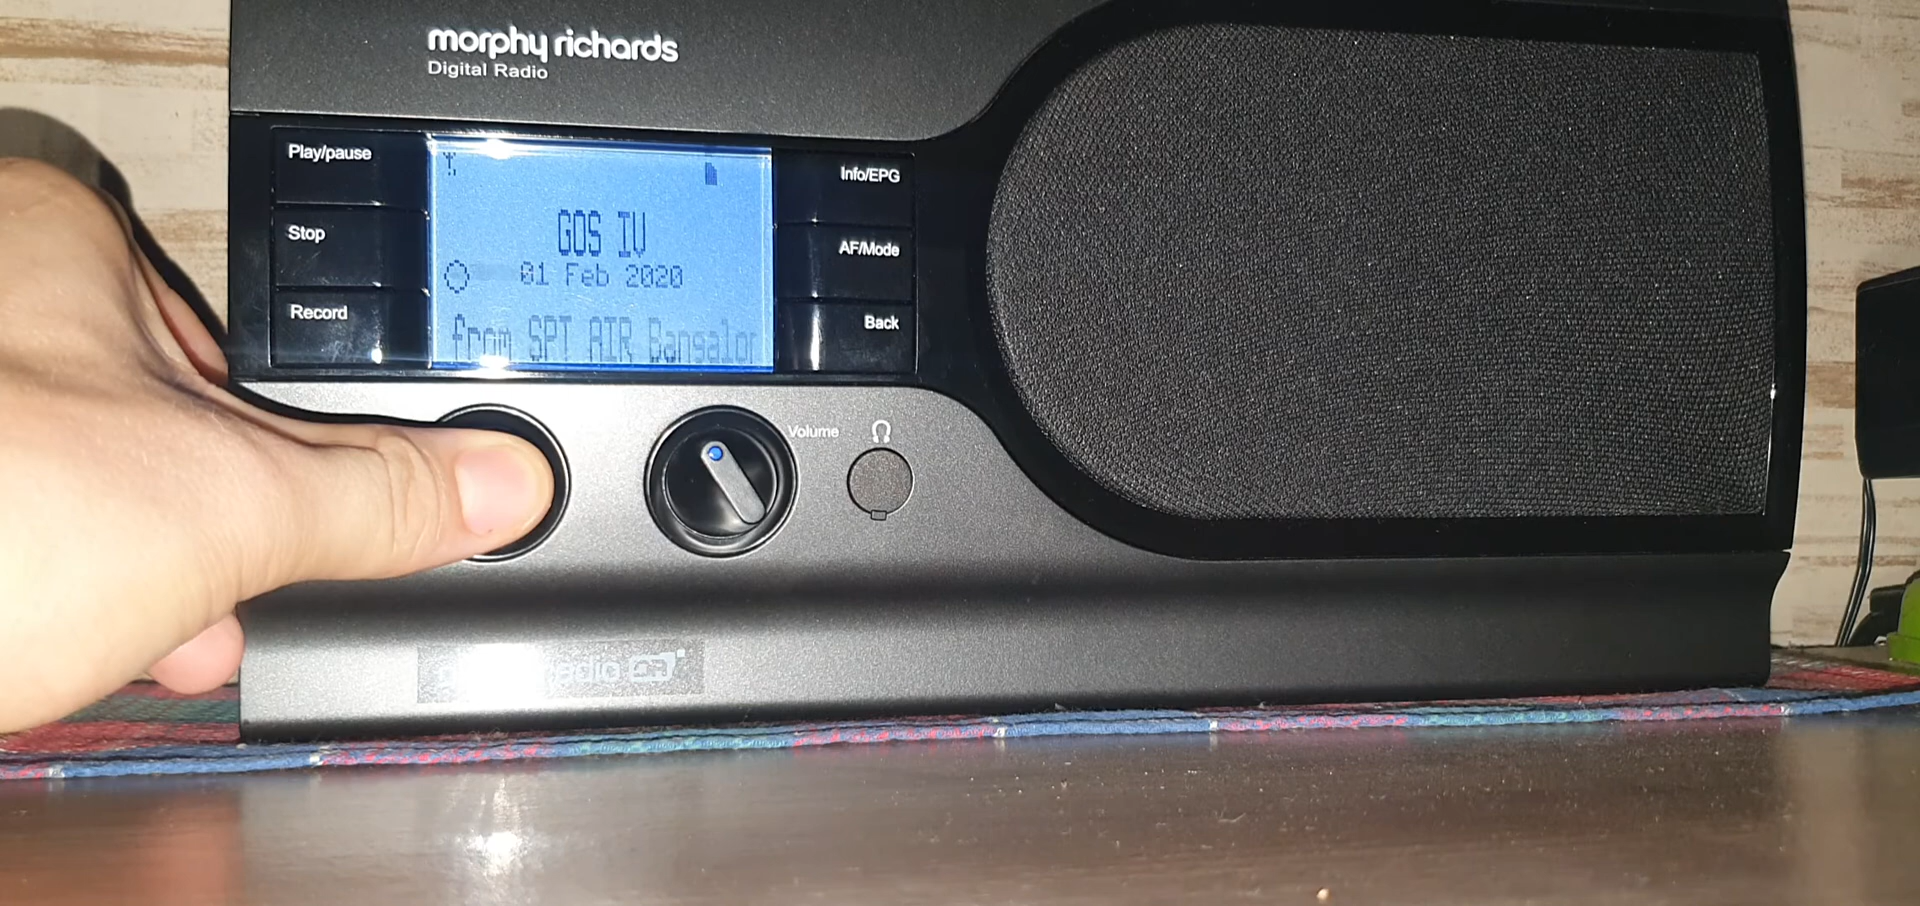 morphy richards
Digital Radio
Play/pause
Stop
Record
GOS IV
01 Feb 2020
from SPT AIR Bangalor
Info/EPG
AF/Mode
Back
Volume
radio